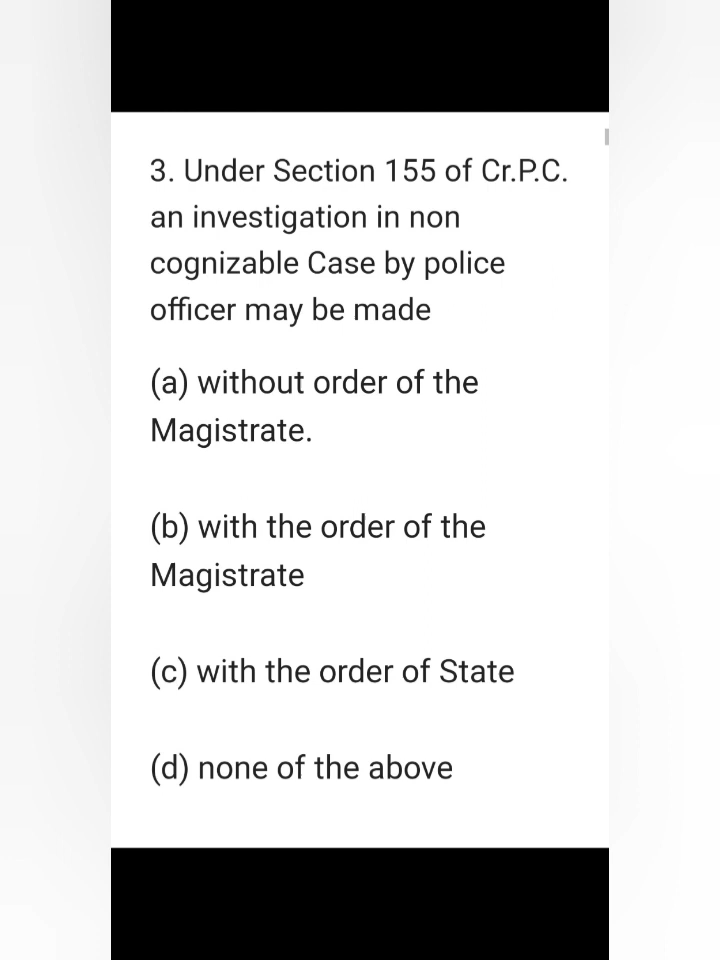 3. Under Section 155 of Cr.P.C.
an investigation in non
cognizable Case by police
officer may be made
(a) without order of the
Magistrate.
(b) with the order of the
Magistrate
(c) with the order of State
(d) none of the above